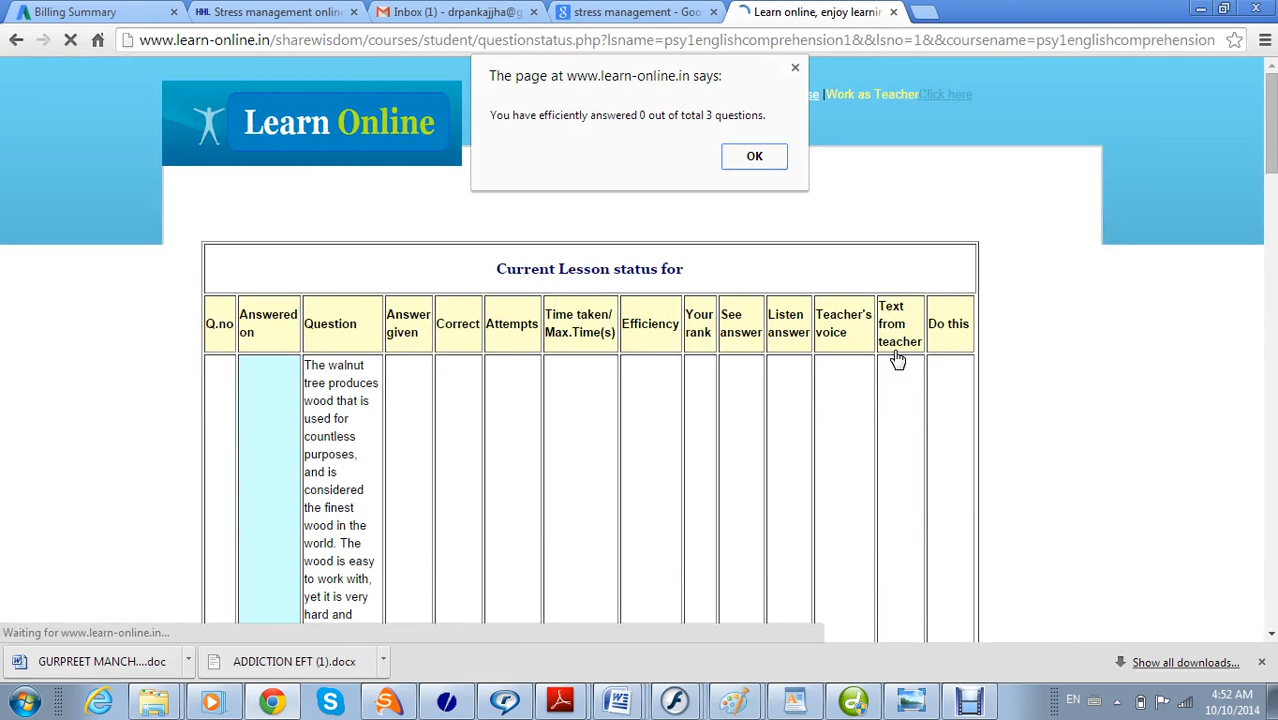 Billing Summary
HHL Stress management online
Inbox (1) - drpankajjha@g
stress management - Goo
Learn online, enjoy learnin
www.learn-online.in/sharewisdom/courses/student/questionstatus.php?lsname=psy1englishcomprehension1&&lsno=1&&coursename=psy1englishcomprehension
The page at www.learn-online.in says:
You have efficiently answered 0 out of total 3 questions.
OK
|Work as TeacherClick here
Learn Online
Current Lesson status for
Q.no
Answered
on
Question
Answer
given
Correct
Attempts
Time taken/
Max.Time(s)
Efficiency
Your
rank
See
answer
Listen
answer
Teacher's
voice
Text
from
teacher
Do this
The walnut
tree produces
wood that is
used for
countless
purposes,
and is
considered
the finest
wood in the
world. The
wood is easy
to work with,
yet it is very
hard and
Waiting for www.learn-online.in...
GURPREET MANCH....doc
ADDICTION EFT (1).docx
Show all downloads...
EN
4:52 AM
10/10/2014